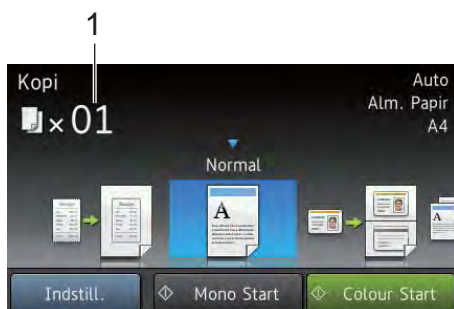 1
Kopi
× 01
Auto
Alm. Papir
A4
Normal
A
A
Indstill.
Mono Start
Colour Start